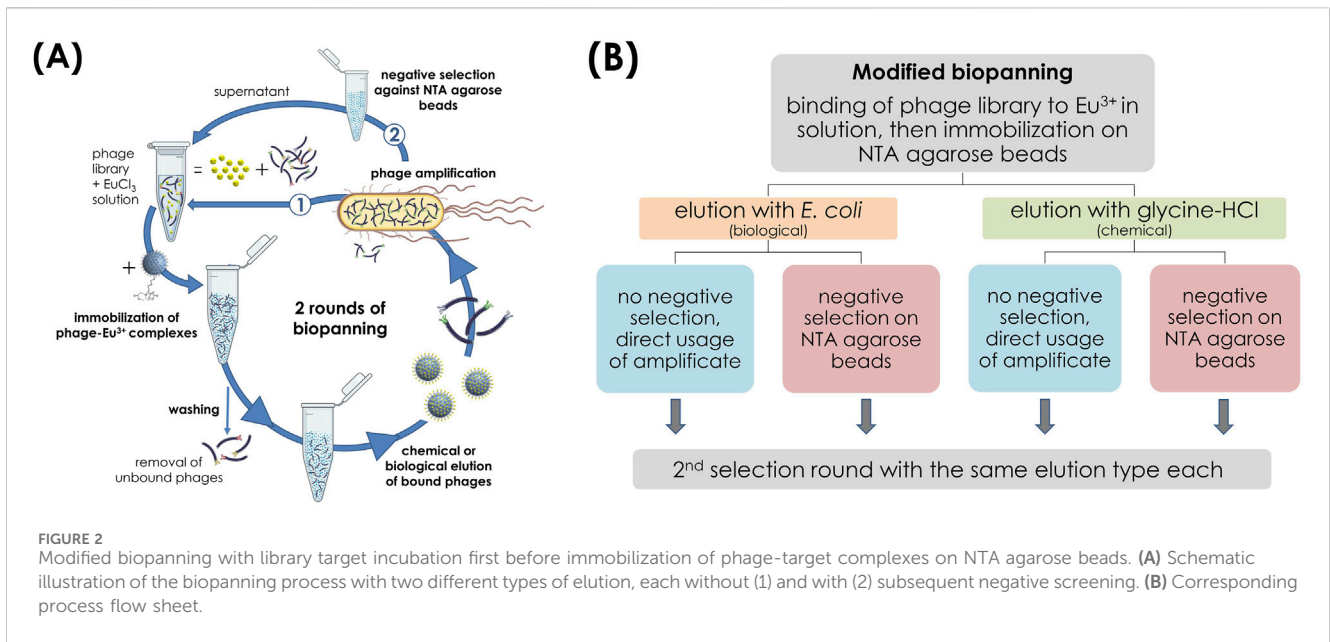 (A)
negative selection
against NTA agarose
beads
supernatant
2
phage
library
+ EuCl₃
solution
= +
phage amplification
1
+
immobilization of
phage-Eu³⁺ complexes
2 rounds of
biopanning
washing
removal of
unbound phages
chemical or
biological elution
of bound phages
(B)
Modified biopanning
binding of phage library to Eu³⁺ in
solution, then immobilization on
NTA agarose beads
elution with E. coli
(biological)
elution with glycine-HCl
(chemical)
no negative
selection,
direct usage
of amplificate
negative
selection on
NTA agarose
beads
no negative
selection,
direct usage
of amplificate
negative
selection on
NTA agarose
beads
2ⁿᵈ selection round with the same elution type each
FIGURE 2
Modified biopanning with library target incubation first before immobilization of phage-target complexes on NTA agarose beads. (A) Schematic
illustration of the biopanning process with two different types of elution, each without (1) and with (2) subsequent negative screening. (B) Corresponding
process flow sheet.